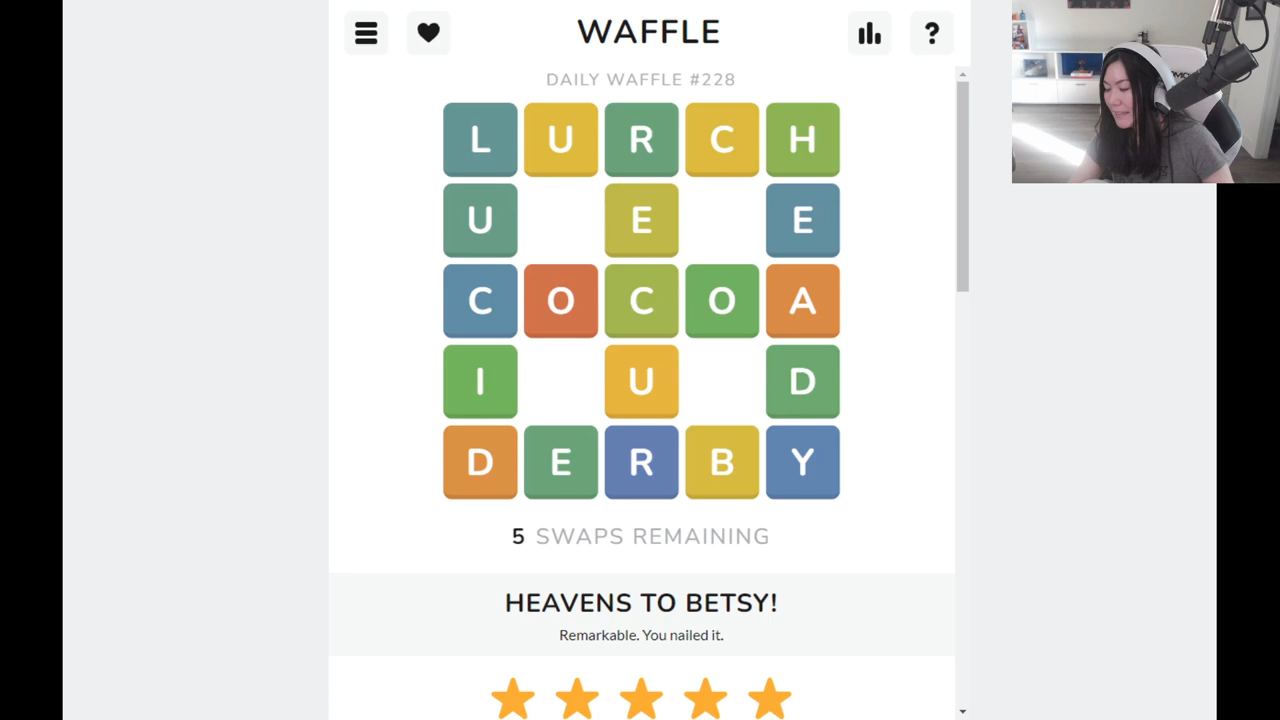 WAFFLE
?
DAILY WAFFLE #228
L U R C H
U E E
C O C O A
I U D
D E R B Y
5 SWAPS REMAINING
HEAVENS TO BETSY!
Remarkable. You nailed it.